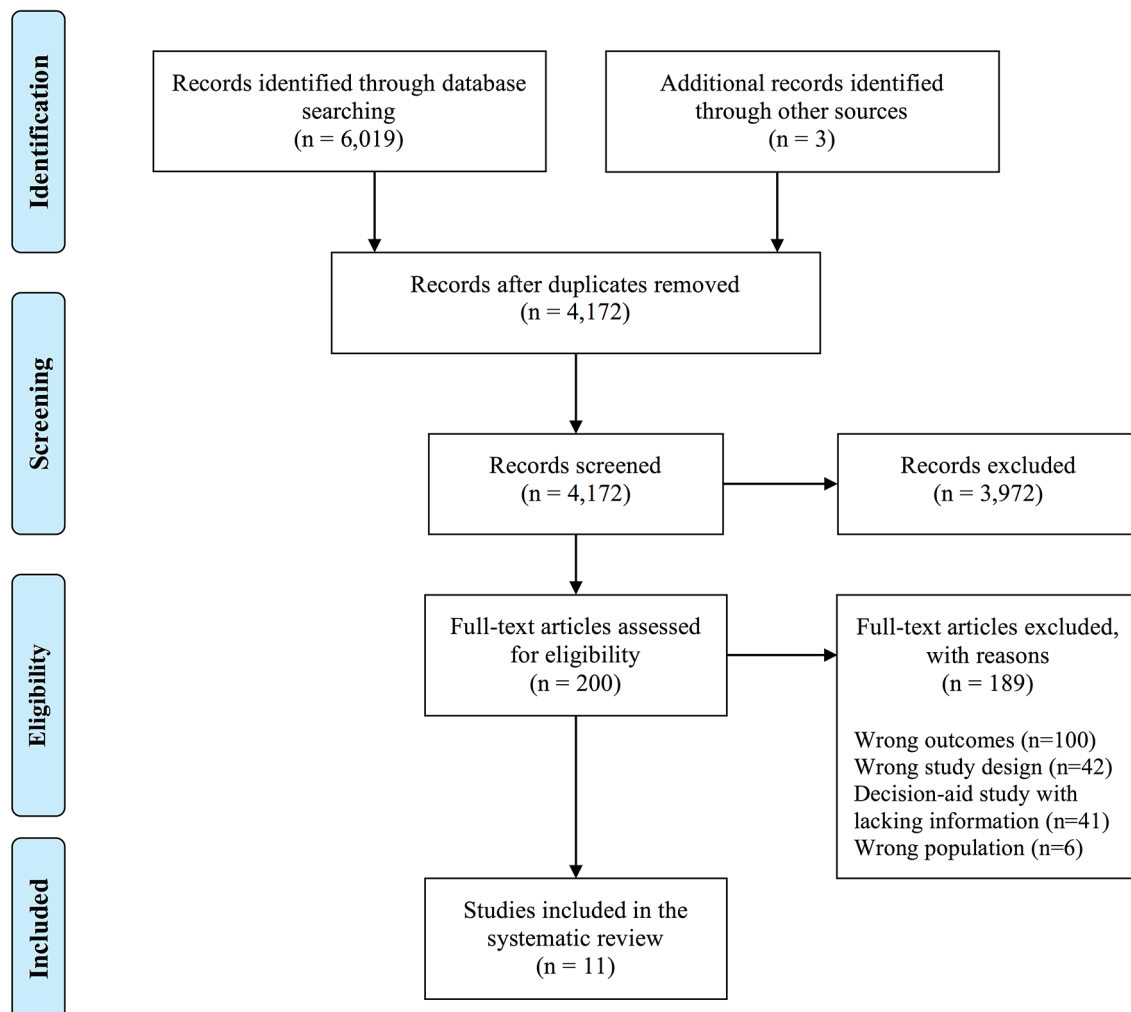 Identification
Records identified through database
searching
(n = 6,019)
Additional records identified
through other sources
(n = 3)
Records after duplicates removed
(n = 4,172)
Screening
Records screened
(n = 4,172)
Records excluded
(n = 3,972)
Eligibility
Full-text articles assessed
for eligibility
(n = 200)
Full-text articles excluded,
with reasons
(n = 189)
Wrong outcomes (n=100)
Wrong study design (n=42)
Decision-aid study with
lacking information (n=41)
Wrong population (n=6)
Included
Studies included in the
systematic review
(n = 11)